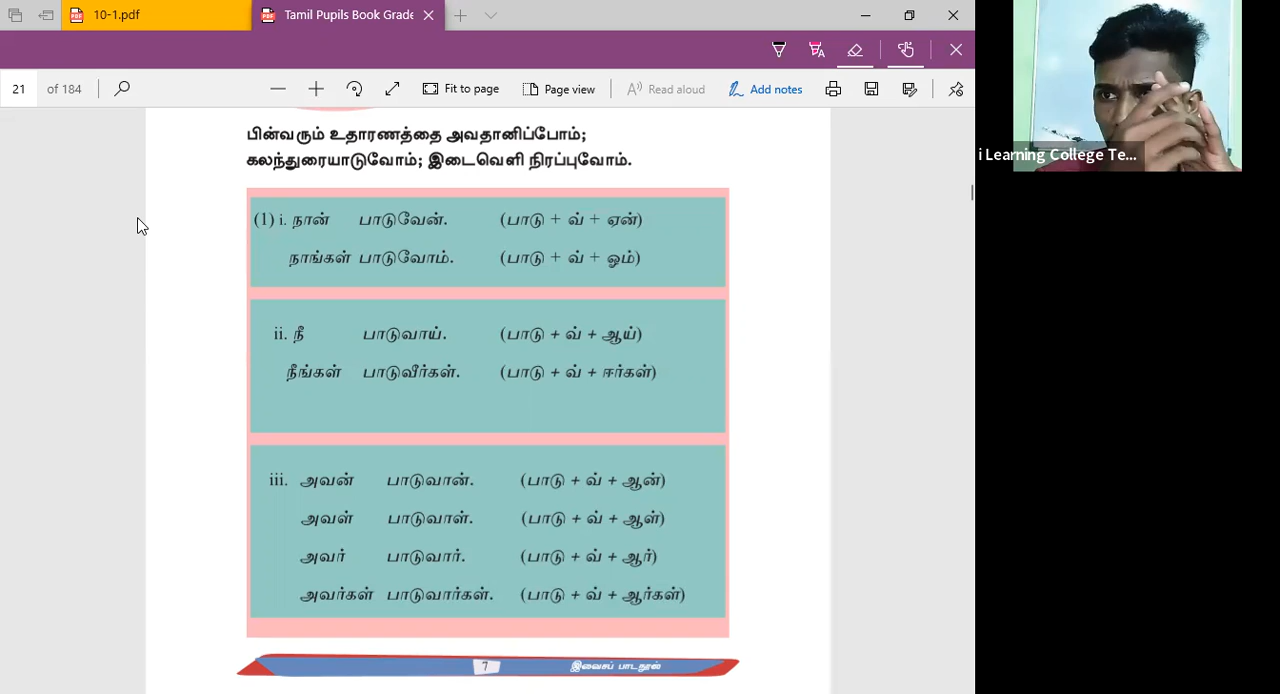 10-1.pdf
Tamil Pupils Book Grade
21 of 184
Fit to page
Page view
Read aloud
Add notes
i Learning College Te...
பின்வரும் உதாரணத்தை அவதானிப்போம்;
கலந்துரையாடுவோம்; இடைவெளி நிரப்புவோம்.
(1) i. நான் பாடுவேன். (பாடு + வ் + ஏன்)
நாங்கள் பாடுவோம். (பாடு + வ் + ஓம்)
ii. நீ பாடுவாய். (பாடு + வ் + ஆய்)
நீங்கள் பாடுவீர்கள். (பாடு + வ் + ஈர்கள்)
iii. அவன் பாடுவான். (பாடு + வ் + ஆன்)
அவள் பாடுவாள். (பாடு + வ் + ஆள்)
அவர் பாடுவார். (பாடு + வ் + ஆர்)
அவர்கள் பாடுவார்கள். (பாடு + வ் + ஆர்கள்)
7 இலவசப் பாடநூல்